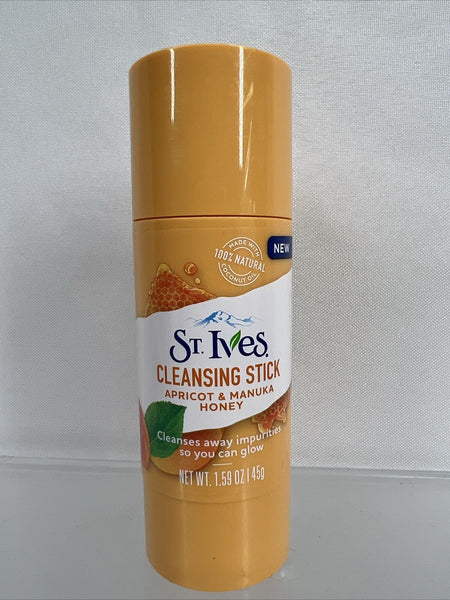 MADE WITH
100% NATURAL
COCONUT OIL
NEW
ST. IVES.
CLEANSING STICK
APRICOT & MANUKA
HONEY
Cleanses away impurities
so you can glow
NET WT. 1.59 OZ | 45g